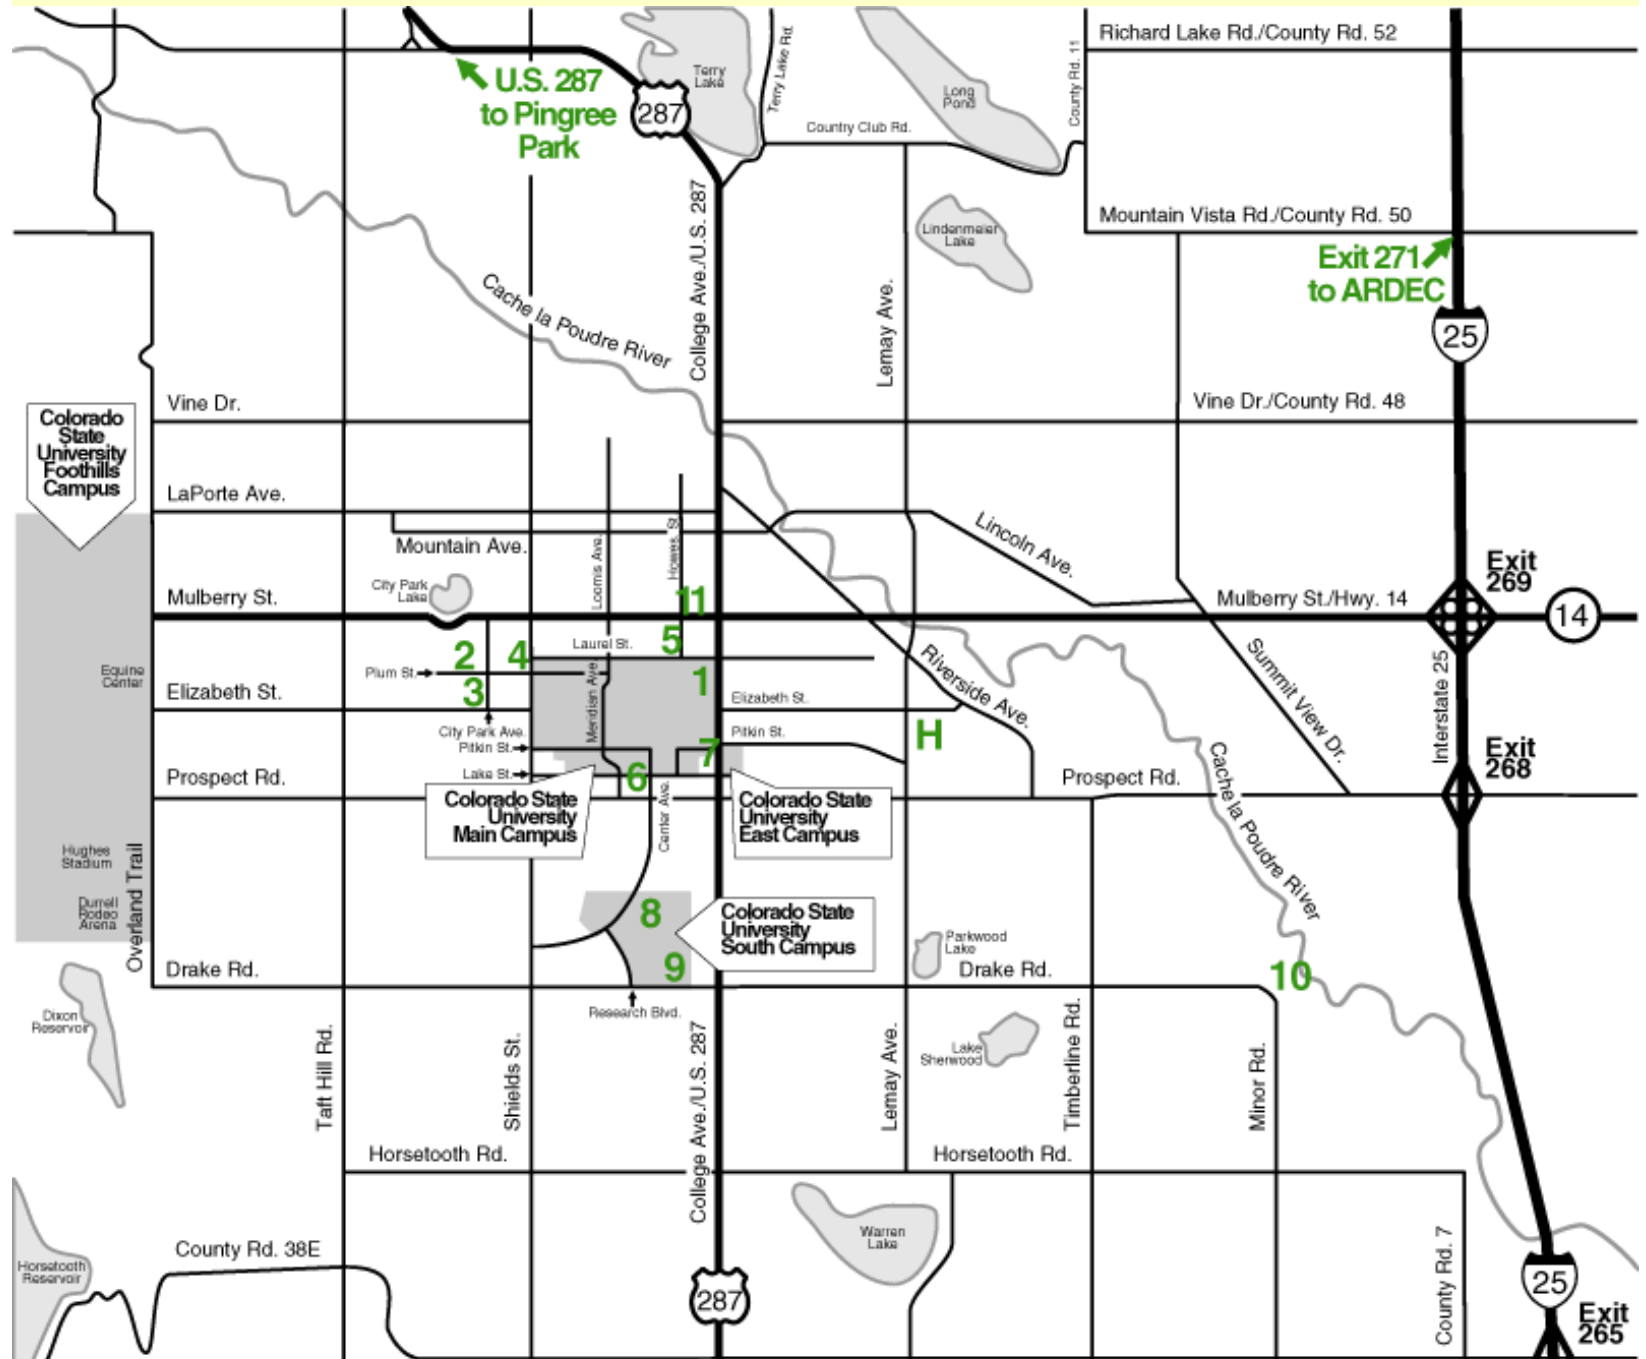 Richard Lake Rd./County Rd. 52
U.S. 287
to Pingree
Park
287
Terry
Lake
Terry Lake Rd.
Long
Pond
County Rd. 11
Country Club Rd.
Mountain Vista Rd./County Rd. 50
Exit 271
to ARDEC
College Ave./U.S. 287
Lindenmeier
Lake
Cache la Poudre River
Lemay Ave.
25
Vine Dr.
Vine Dr./County Rd. 48
Colorado
State
University
Foothills
Campus
LaPorte Ave.
Mountain Ave.
Loomis Ave.
Howes St.
Lincoln Ave.
Exit
269
City Park
Lake
Mulberry St.
11
Mulberry St./Hwy. 14
14
2
4
Laurel St.
5
Plum St.
3
1
Equine
Center
Elizabeth St.
Meridian Ave.
Elizabeth St.
Riverside Ave.
Summit View Dr.
Interstate 25
City Park Ave.
Pitkin St.
Pitkin St.
H
7
Lake St.
6
Exit
268
Prospect Rd.
Prospect Rd.
Cache la Poudre River
Colorado State
University
Main Campus
Center Ave.
Colorado State
University
East Campus
Hughes
Stadium
Durrell
Rodeo
Arena
Overland Trail
8
Colorado State
University
South Campus
Parkwood
Lake
9
Drake Rd.
Drake Rd.
10
Research Blvd.
Dixon
Reservoir
Taft Hill Rd.
Shields St.
College Ave./U.S. 287
Lemay Ave.
Lake
Sherwood
Timberline Rd.
Minor Rd.
Horsetooth Rd.
Horsetooth Rd.
Warren
Lake
County Rd. 38E
Horsetooth
Reservoir
287
County Rd. 7
25
Exit
265